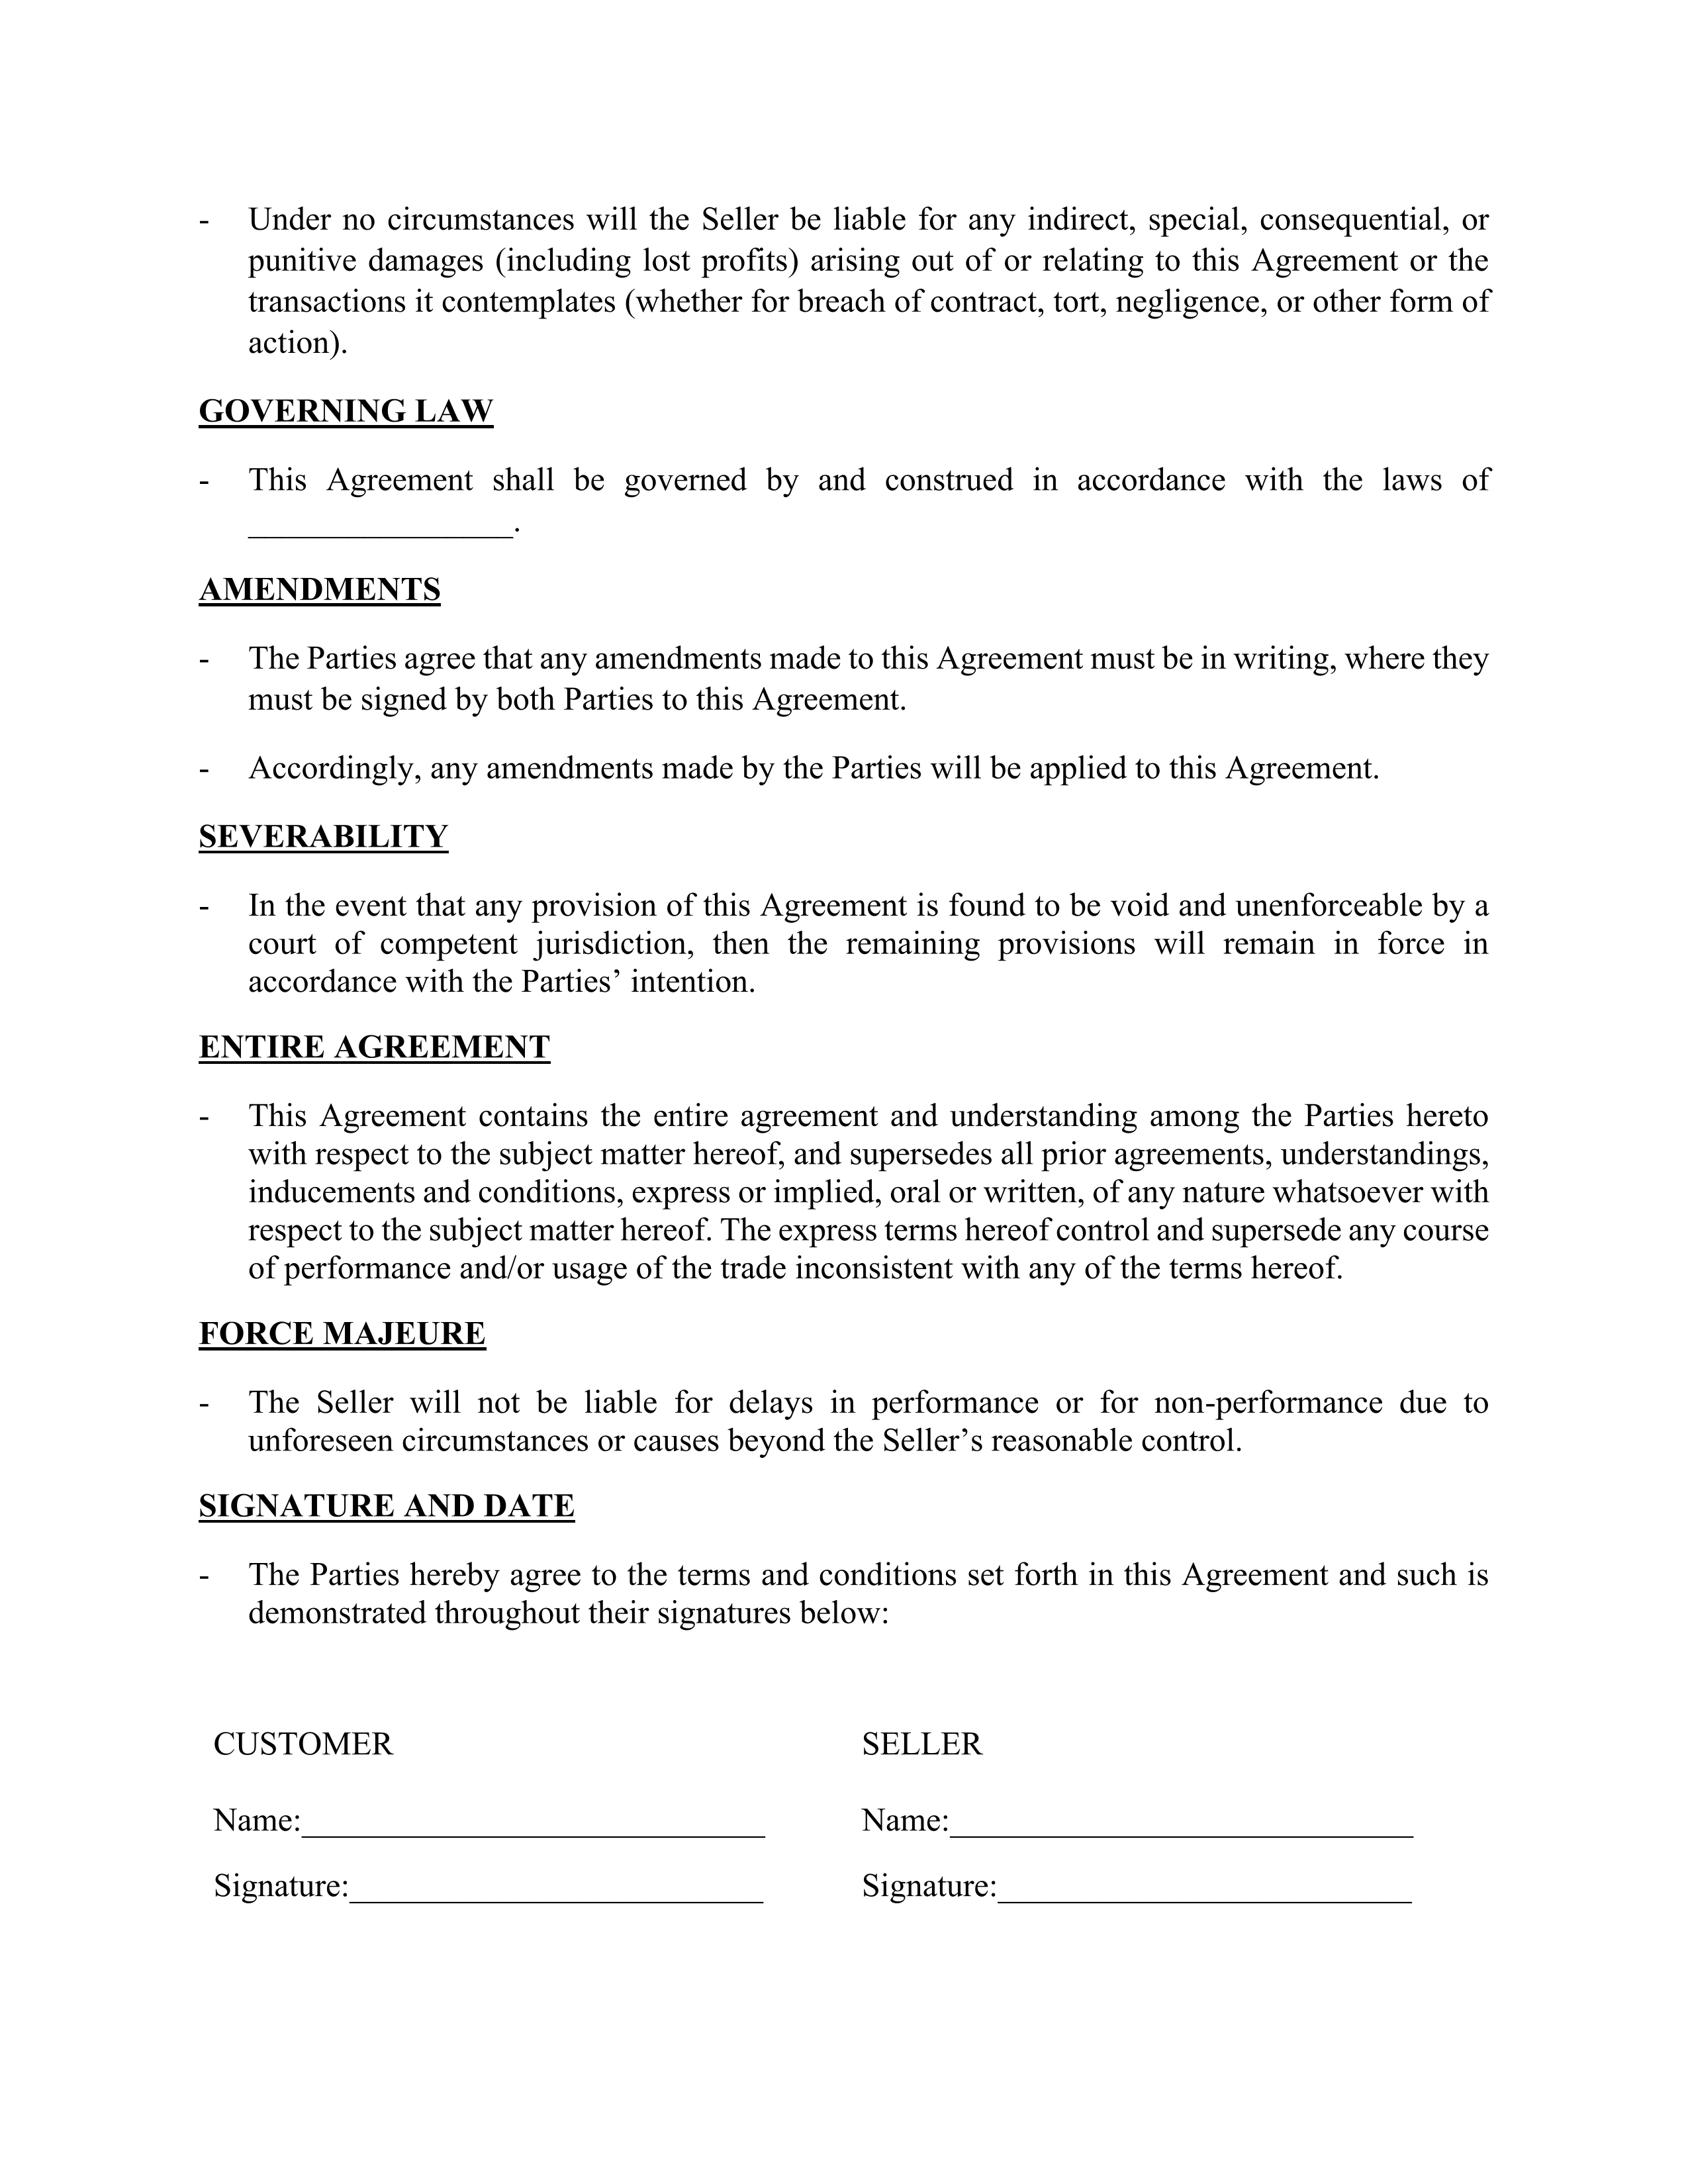 - Under no circumstances will the Seller be liable for any indirect, special, consequential, or
punitive damages (including lost profits) arising out of or relating to this Agreement or the
transactions it contemplates (whether for breach of contract, tort, negligence, or other form of
action).
GOVERNING LAW
- This Agreement shall be governed by and construed in accordance with the laws of
________________.
AMENDMENTS
- The Parties agree that any amendments made to this Agreement must be in writing, where they
must be signed by both Parties to this Agreement.
- Accordingly, any amendments made by the Parties will be applied to this Agreement.
SEVERABILITY
- In the event that any provision of this Agreement is found to be void and unenforceable by a
court of competent jurisdiction, then the remaining provisions will remain in force in
accordance with the Parties’ intention.
ENTIRE AGREEMENT
- This Agreement contains the entire agreement and understanding among the Parties hereto
with respect to the subject matter hereof, and supersedes all prior agreements, understandings,
inducements and conditions, express or implied, oral or written, of any nature whatsoever with
respect to the subject matter hereof. The express terms hereof control and supersede any course
of performance and/or usage of the trade inconsistent with any of the terms hereof.
FORCE MAJEURE
- The Seller will not be liable for delays in performance or for non-performance due to
unforeseen circumstances or causes beyond the Seller’s reasonable control.
SIGNATURE AND DATE
- The Parties hereby agree to the terms and conditions set forth in this Agreement and such is
demonstrated throughout their signatures below:
CUSTOMER SELLER
Name:____________________________ Name:____________________________
Signature:_________________________ Signature:_________________________